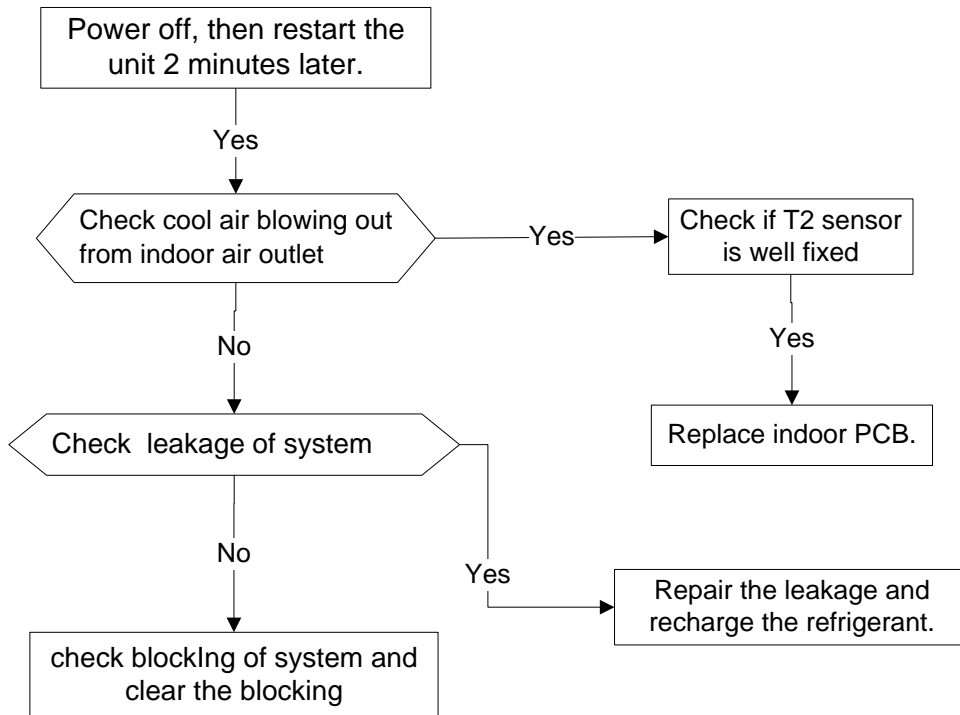 Power off, then restart the
unit 2 minutes later.
Yes
Check cool air blowing out
from indoor air outlet
Yes
Check if T2 sensor
is well fixed
No
Yes
Check leakage of system
Replace indoor PCB.
No
Yes
Repair the leakage and
recharge the refrigerant.
check blockIng of system and
clear the blocking